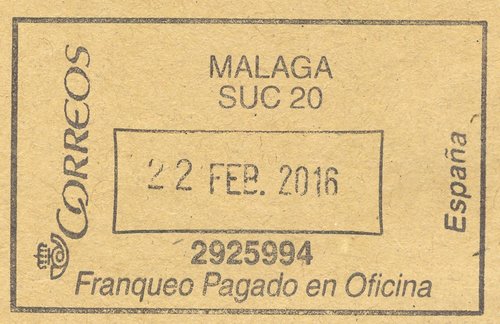 CORREOS
MALAGA
SUC 20
22 FEB. 2016
2925994
Franqueo Pagado en Oficina
España